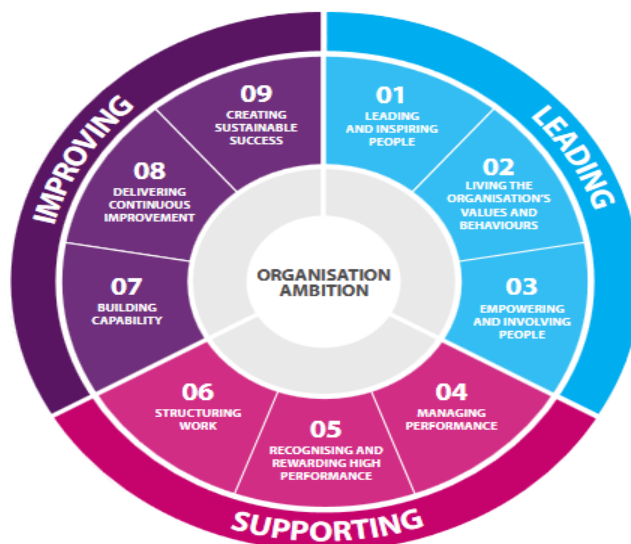 IMPROVING
LEADING
SUPPORTING
ORGANISATION
AMBITION
01
LEADING
AND INSPIRING
PEOPLE
02
LIVING THE
ORGANISATION'S
VALUES AND
BEHAVIOURS
03
EMPOWERING
AND INVOLVING
PEOPLE
04
MANAGING
PERFORMANCE
05
RECOGNISING AND
REWARDING HIGH
PERFORMANCE
06
STRUCTURING
WORK
07
BUILDING
CAPABILITY
08
DELIVERING
CONTINUOUS
IMPROVEMENT
09
CREATING
SUSTAINABLE
SUCCESS